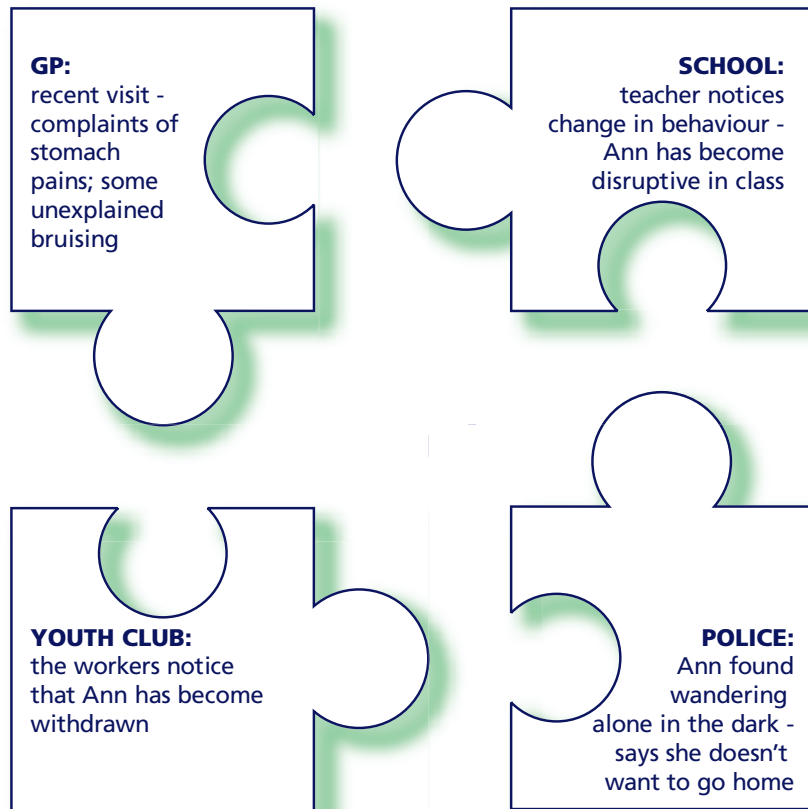 GP:
recent visit -
complaints of
stomach
pains; some
unexplained
bruising
SCHOOL:
teacher notices
change in behaviour -
Ann has become
disruptive in class
YOUTH CLUB:
the workers notice
that Ann has become
withdrawn
POLICE:
Ann found
wandering
alone in the dark -
says she doesn’t
want to go home